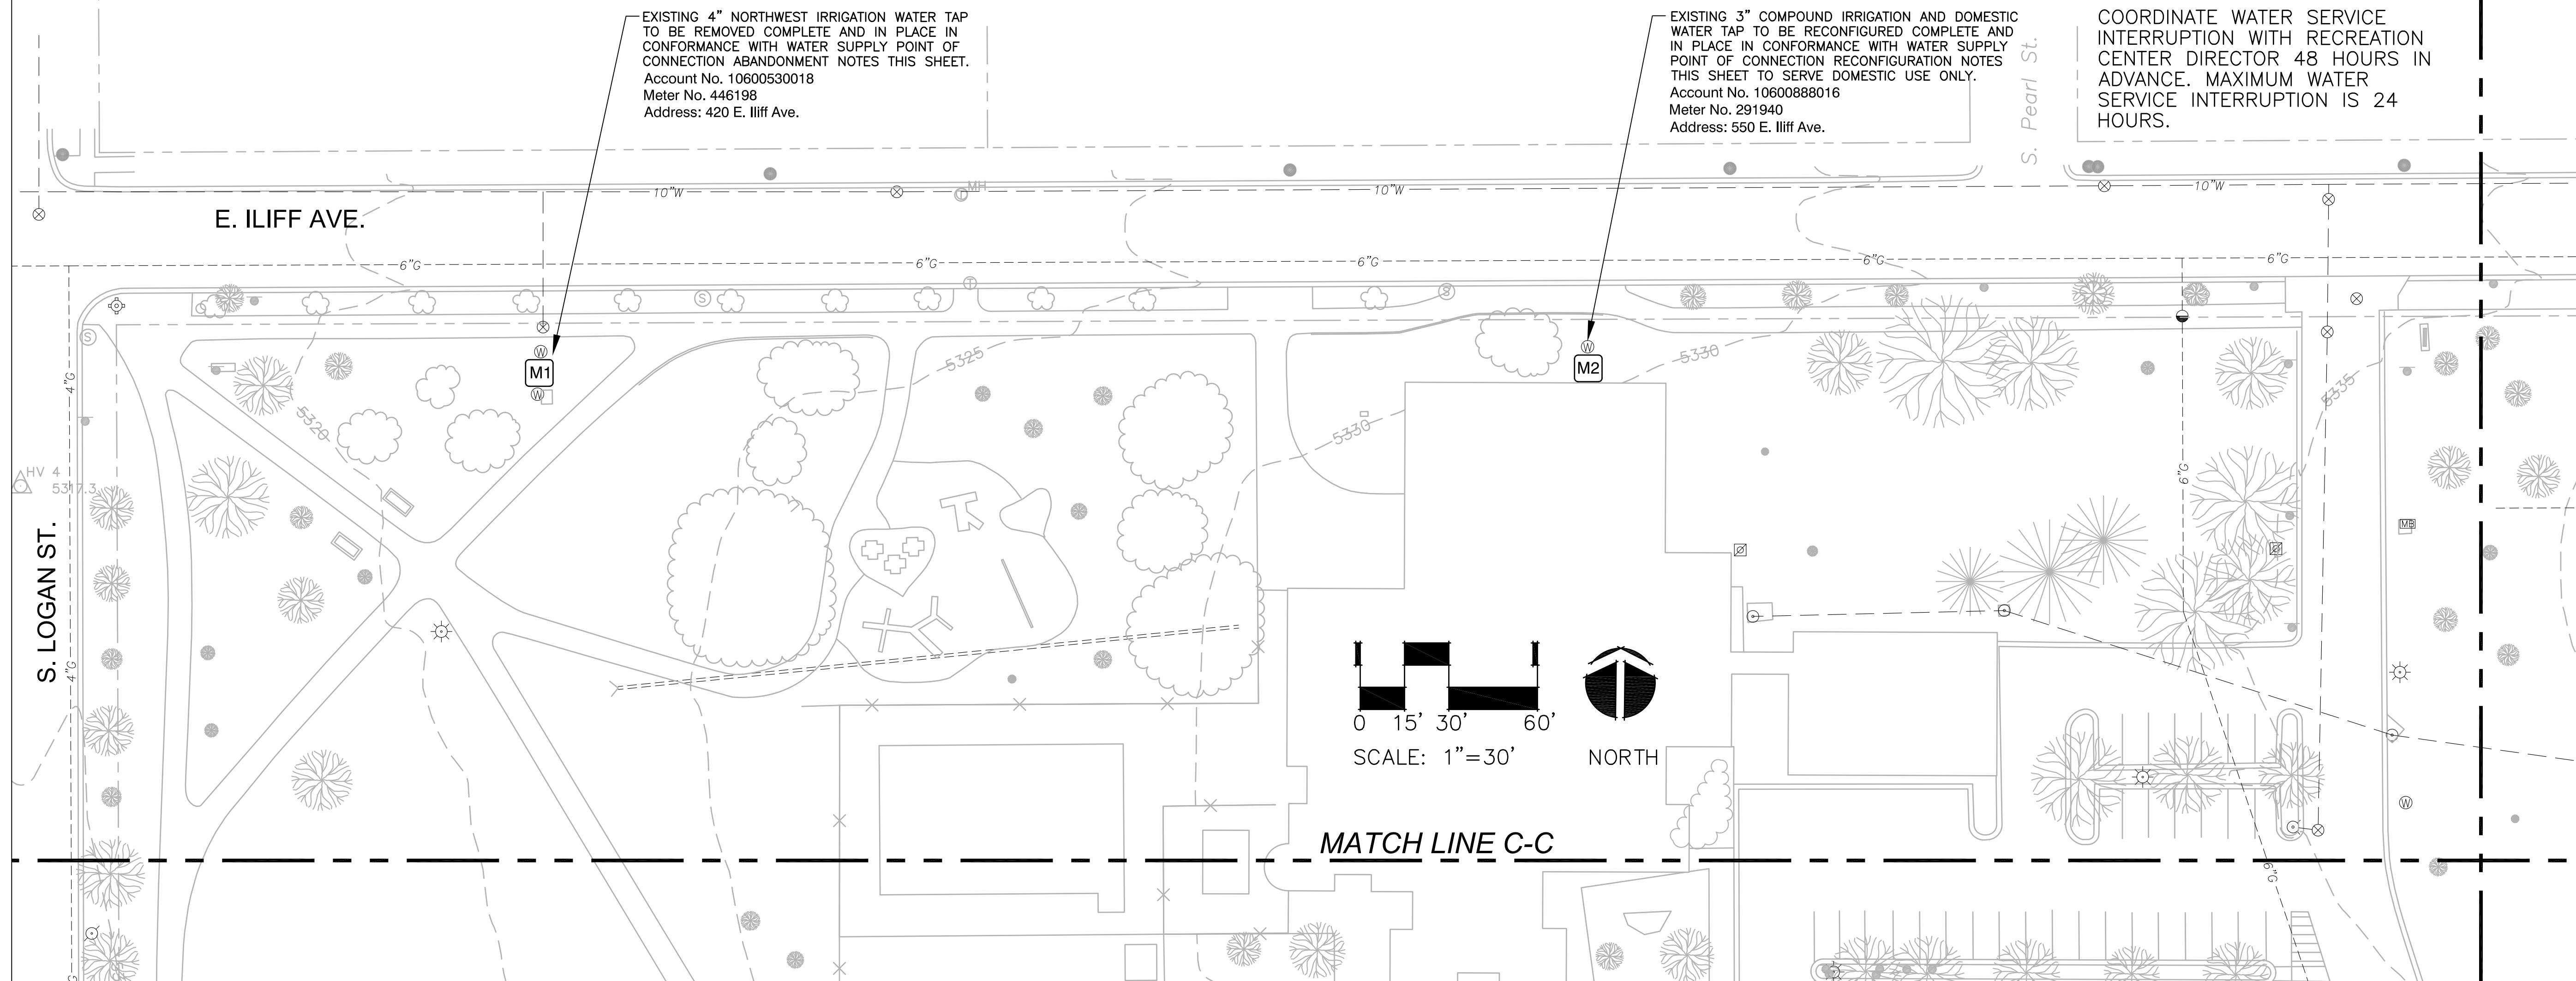 EXISTING 4" NORTHWEST IRRIGATION WATER TAP
TO BE REMOVED COMPLETE AND IN PLACE IN
CONFORMANCE WITH WATER SUPPLY POINT OF
CONNECTION ABANDONMENT NOTES THIS SHEET.
Account No. 10600530018
Meter No. 446198
Address: 420 E. Iliff Ave.
EXISTING 3" COMPOUND IRRIGATION AND DOMESTIC
WATER TAP TO BE RECONFIGURED COMPLETE AND
IN PLACE IN CONFORMANCE WITH WATER SUPPLY
POINT OF CONNECTION RECONFIGURATION NOTES
THIS SHEET TO SERVE DOMESTIC USE ONLY.
Account No. 10600888016
Meter No. 291940
Address: 550 E. Iliff Ave.
S. Pearl St.
COORDINATE WATER SERVICE
INTERRUPTION WITH RECREATION
CENTER DIRECTOR 48 HOURS IN
ADVANCE. MAXIMUM WATER
SERVICE INTERRUPTION IS 24
HOURS.
10"W
MH
10"W
10"W
E. ILIFF AVE.
6"G
6"G
6"G
6"G
6"G
T
S
S
S
W
M1
W
W
M2
5325
5330
5335
4"G
5320
5330
HV 4
5317.3
6"G
MB
S. LOGAN ST.
4"G
0 15' 30' 60'
SCALE: 1"=30'
NORTH
W
MATCH LINE C-C
6"G